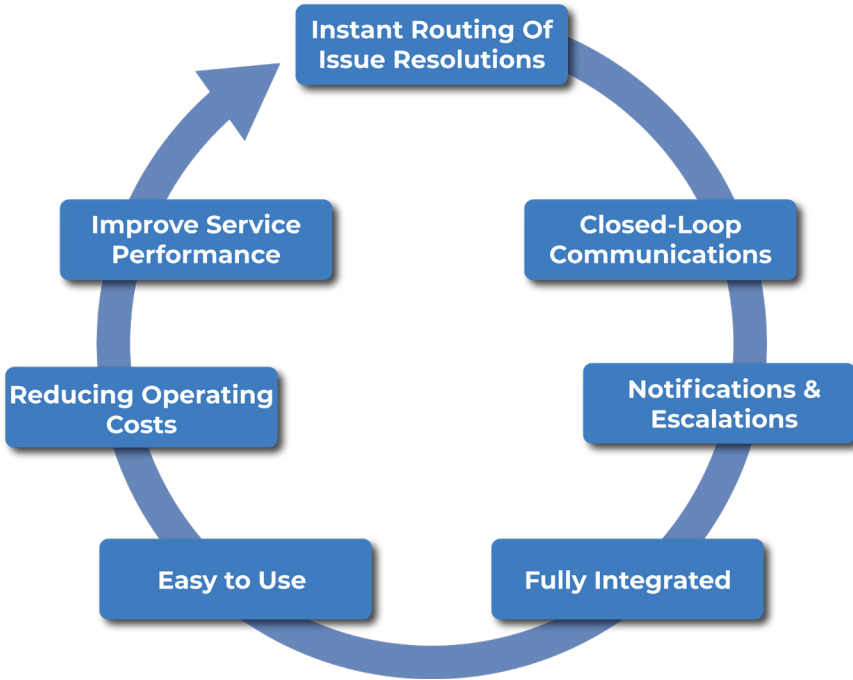 Instant Routing Of
Issue Resolutions
Closed-Loop
Communications
Notifications &
Escalations
Fully Integrated
Easy to Use
Reducing Operating
Costs
Improve Service
Performance